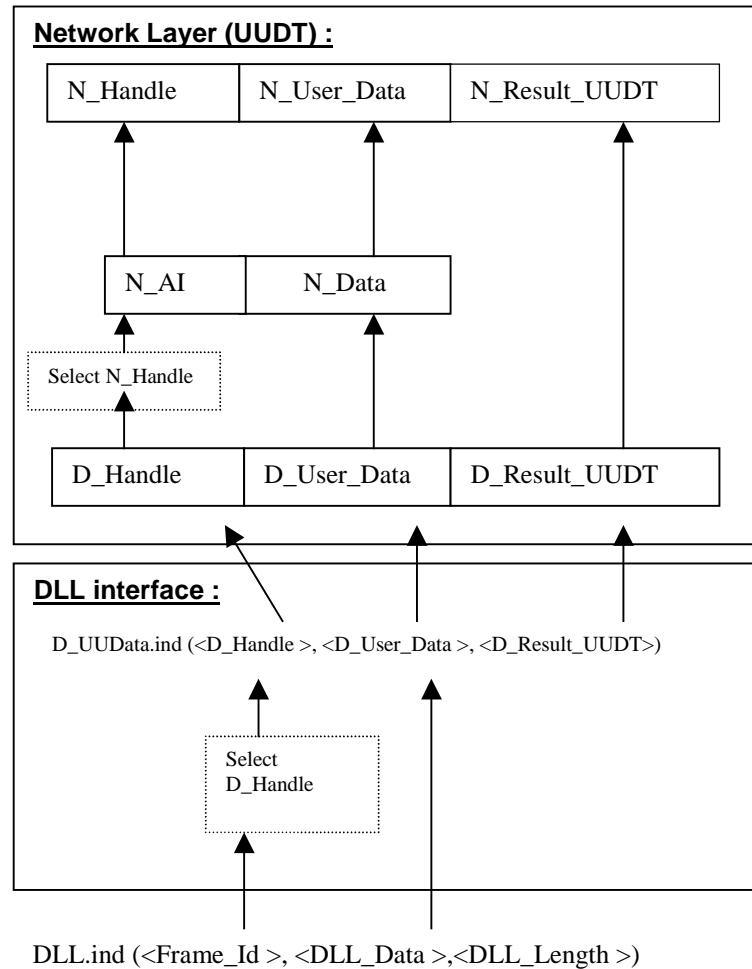 Network Layer (UUDT) :
N_Handle N_User_Data N_Result_UUDT
N_AI N_Data
Select N_Handle
D_Handle D_User_Data D_Result_UUDT
DLL interface :
D_UUData.ind (<D_Handle >, <D_User_Data >, <D_Result_UUDT>)
Select
D_Handle
DLL.ind (<Frame_Id >, <DLL_Data >,<DLL_Length >)